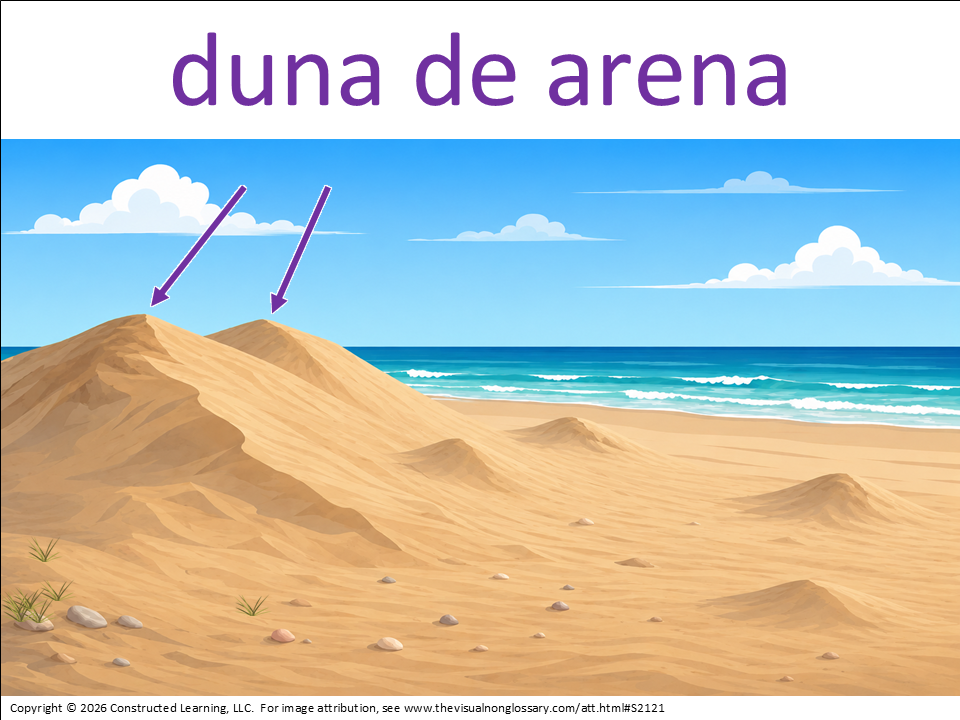 duna de arena
Copyright © 2026 Constructed Learning, LLC. For image attribution, see www.thevisualnonglossary.com/att.html#S2121